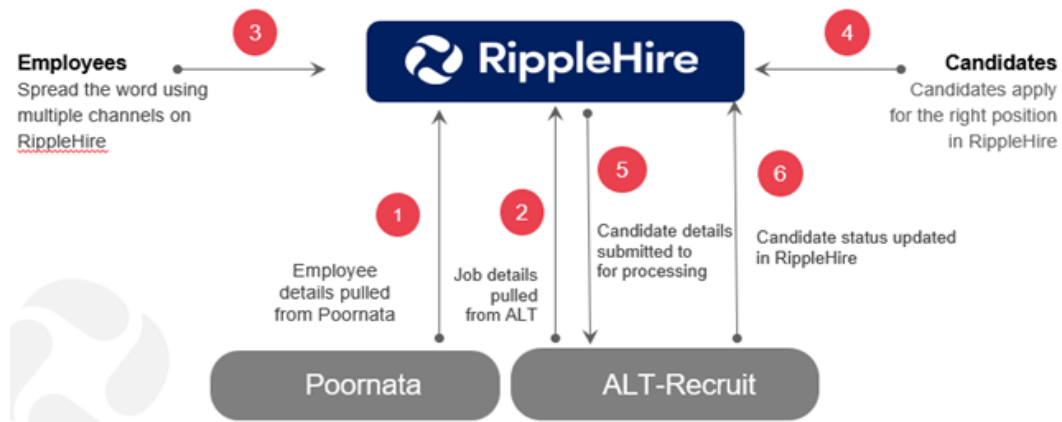 3
4
RippleHire
Employees
Spread the word using
multiple channels on
RippleHire
Candidates
Candidates apply
for the right position
in RippleHire
1
Employee
details pulled
from Poornata
2
Job details
pulled
from ALT
5
Candidate details
submitted to
for processing
6
Candidate status updated
in RippleHire
Poornata
ALT-Recruit